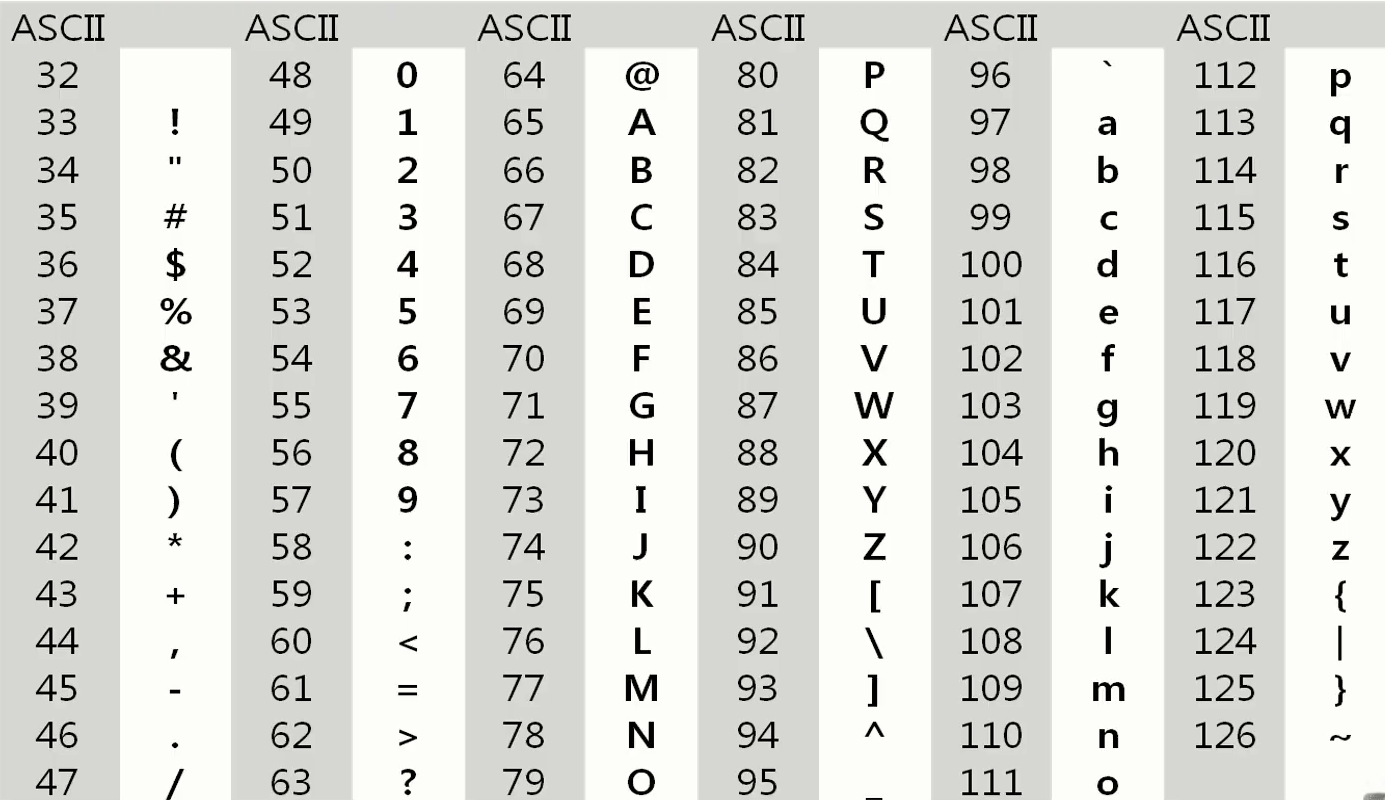 ASCII ASCII ASCII ASCII ASCII ASCII
32 48 0 64 @ 80 P 96 ` 112 p
33 ! 49 1 65 A 81 Q 97 a 113 q
34 " 50 2 66 B 82 R 98 b 114 r
35 # 51 3 67 C 83 S 99 c 115 s
36 $ 52 4 68 D 84 T 100 d 116 t
37 % 53 5 69 E 85 U 101 e 117 u
38 & 54 6 70 F 86 V 102 f 118 v
39 ' 55 7 71 G 87 W 103 g 119 w
40 ( 56 8 72 H 88 X 104 h 120 x
41 ) 57 9 73 I 89 Y 105 i 121 y
42 * 58 : 74 J 90 Z 106 j 122 z
43 + 59 ; 75 K 91 [ 107 k 123 {
44 , 60 < 76 L 92 \ 108 l 124 |
45 - 61 = 77 M 93 ] 109 m 125 }
46 . 62 > 78 N 94 ^ 110 n 126 ~
47 / 63 ? 79 O 95 _ 111 o